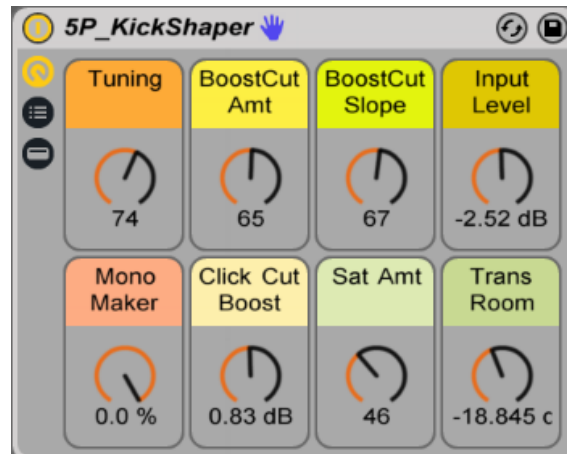 5P_KickShaper
Tuning
BoostCut
Amt
BoostCut
Slope
Input
Level
74
65
67
-2.52 dB
Mono
Maker
Click Cut
Boost
Sat Amt
Trans
Room
0.0 %
0.83 dB
46
-18.845 c